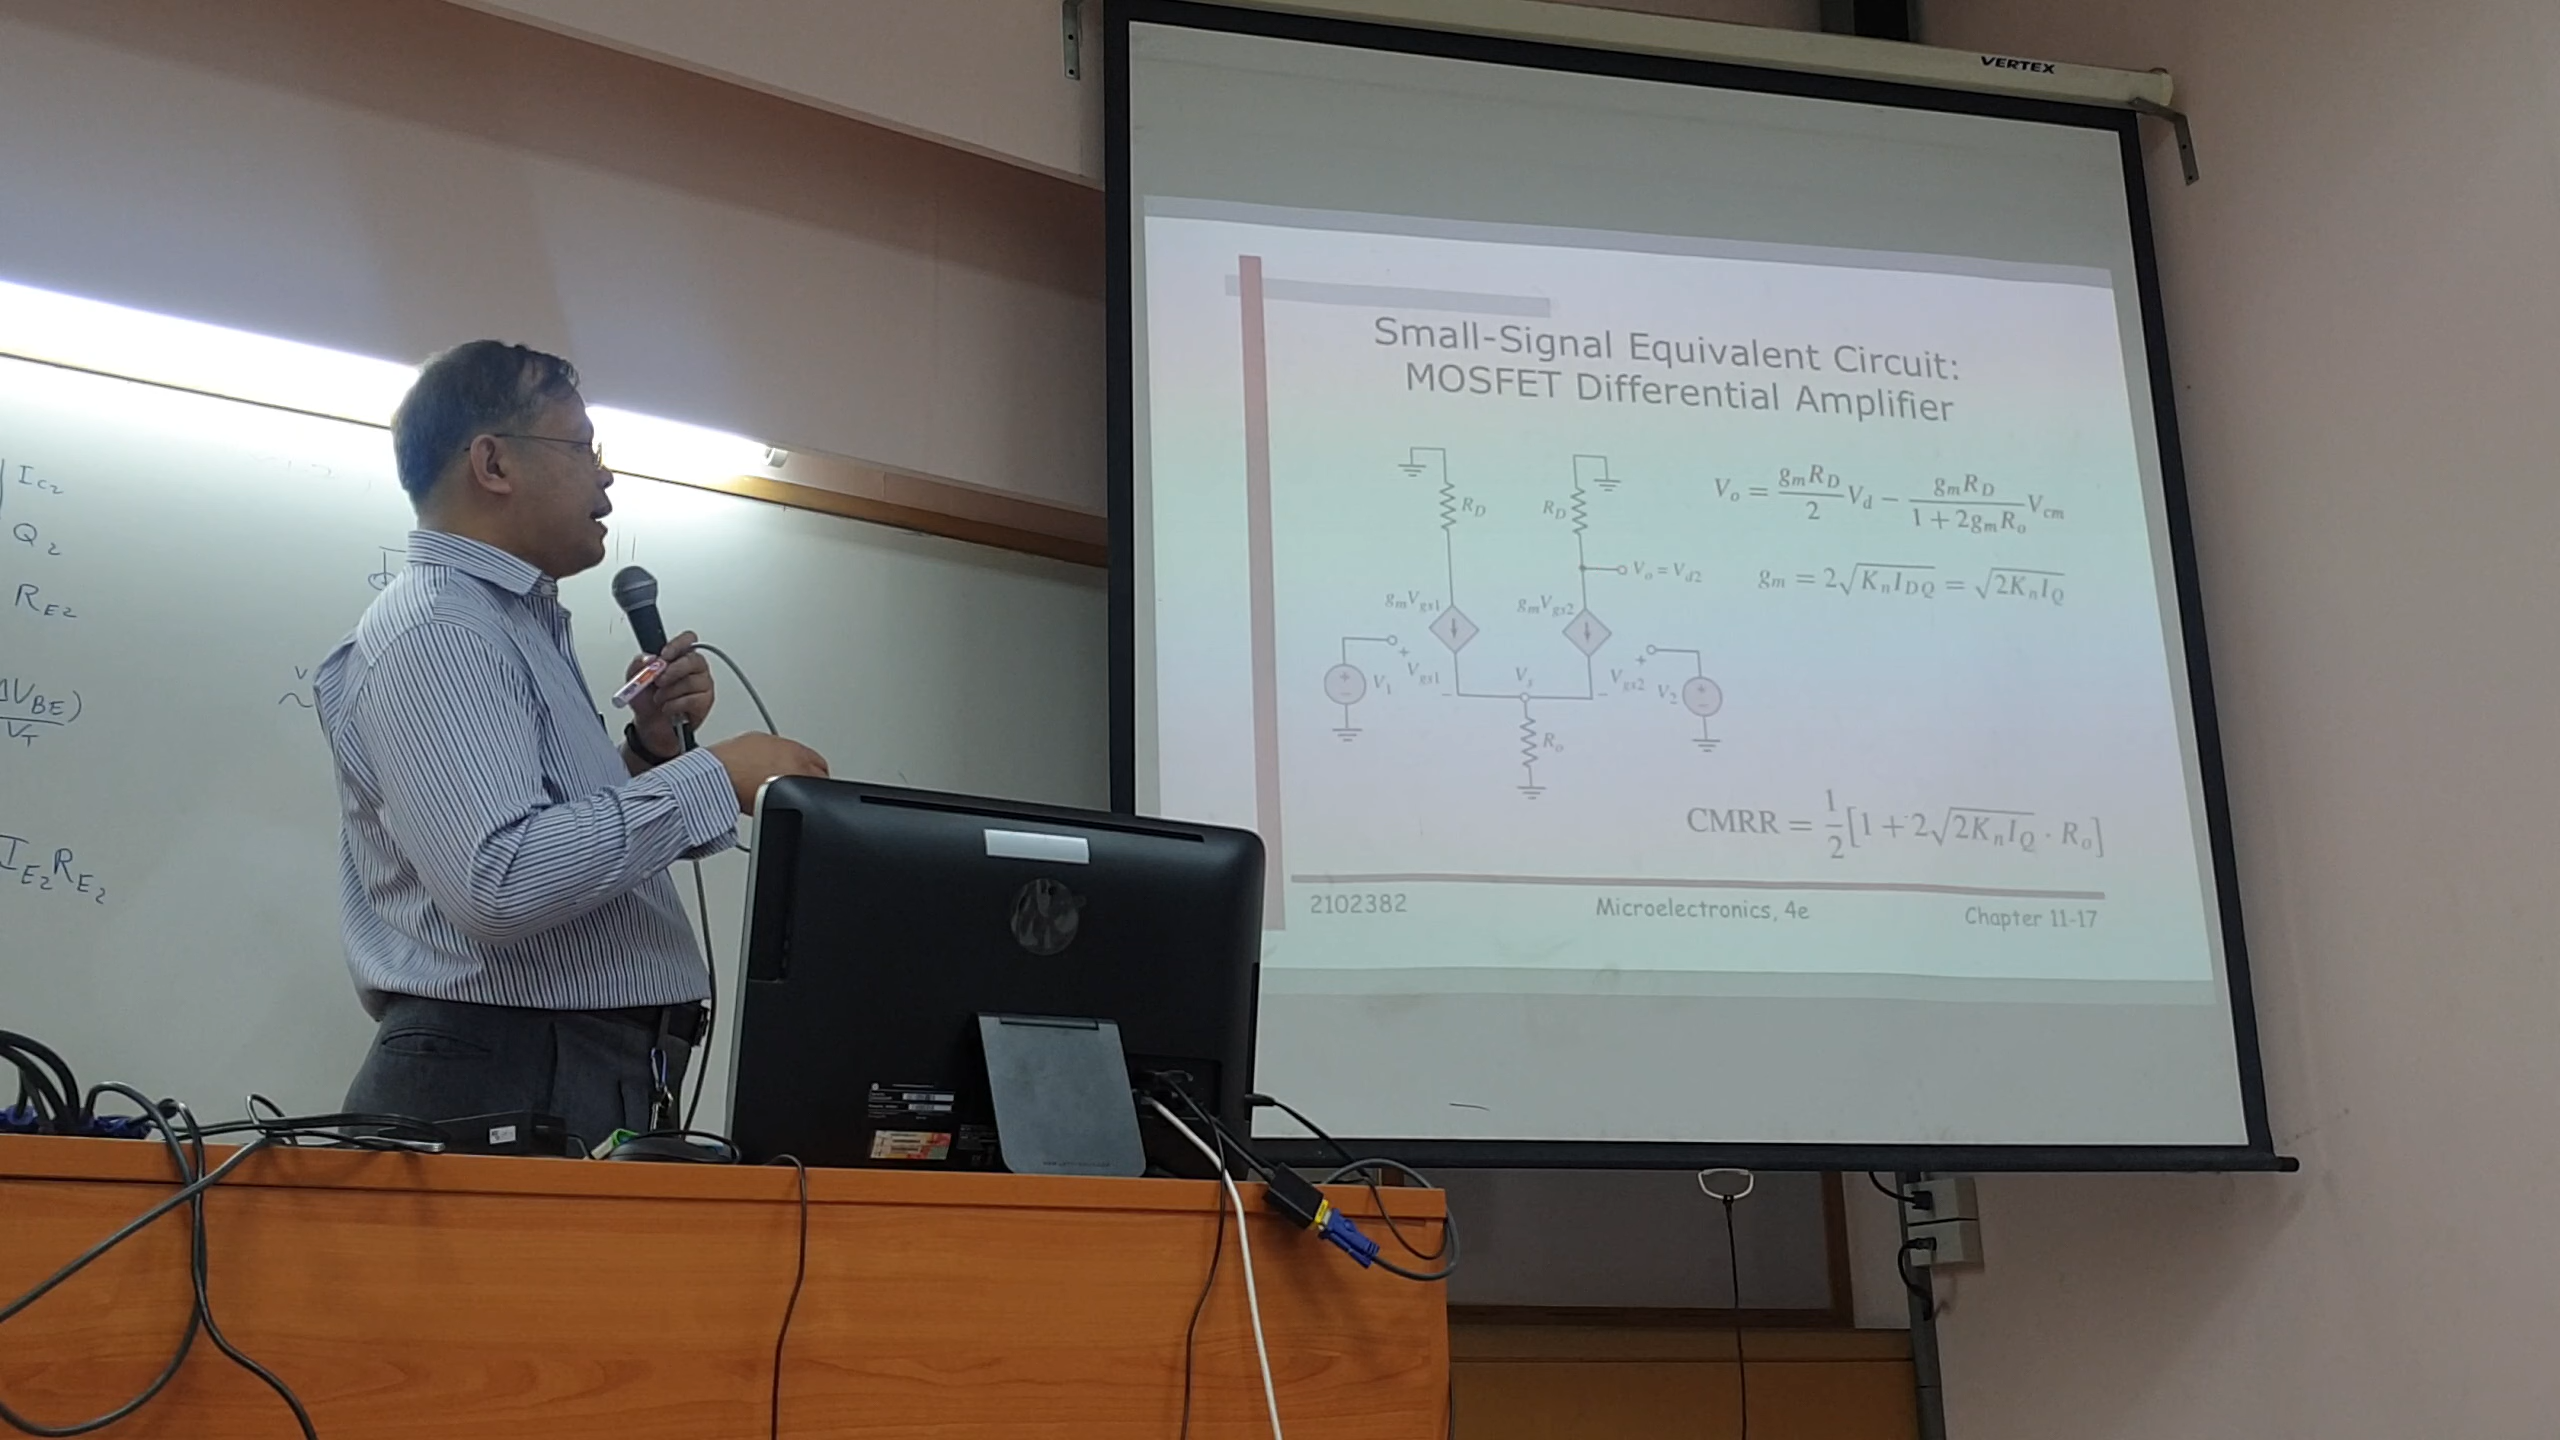 VERTEX
I_C2
Q_2
R_E2
ΔV_BE)
V_T
I_E2 R_E2
Small-Signal Equivalent Circuit:
MOSFET Differential Amplifier
R_D
R_D
V_o = V_d2
g_m V_gs1
g_m V_gs2
+
V_gs1
-
V_s
-
V_gs2
+
+
-
V_1
V_2
+
-
R_o
V_o = g_m R_D / 2 V_d − g_m R_D / (1 + 2g_m R_o) V_cm
g_m = 2√(K_n I_DQ) = √(2K_n I_Q)
CMRR = 1/2 [1 + 2√(2K_n I_Q) · R_o]
2102382
Microelectronics, 4e
Chapter 11-17